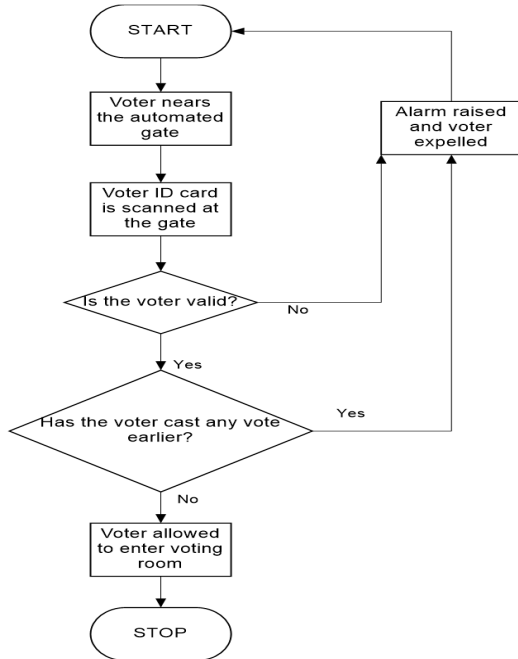 START
Voter nears
the automated
gate
Alarm raised
and voter
expelled
Voter ID card
is scanned at
the gate
Is the voter valid?
No
Yes
Has the voter cast any vote
earlier?
Yes
No
Voter allowed
to enter voting
room
STOP